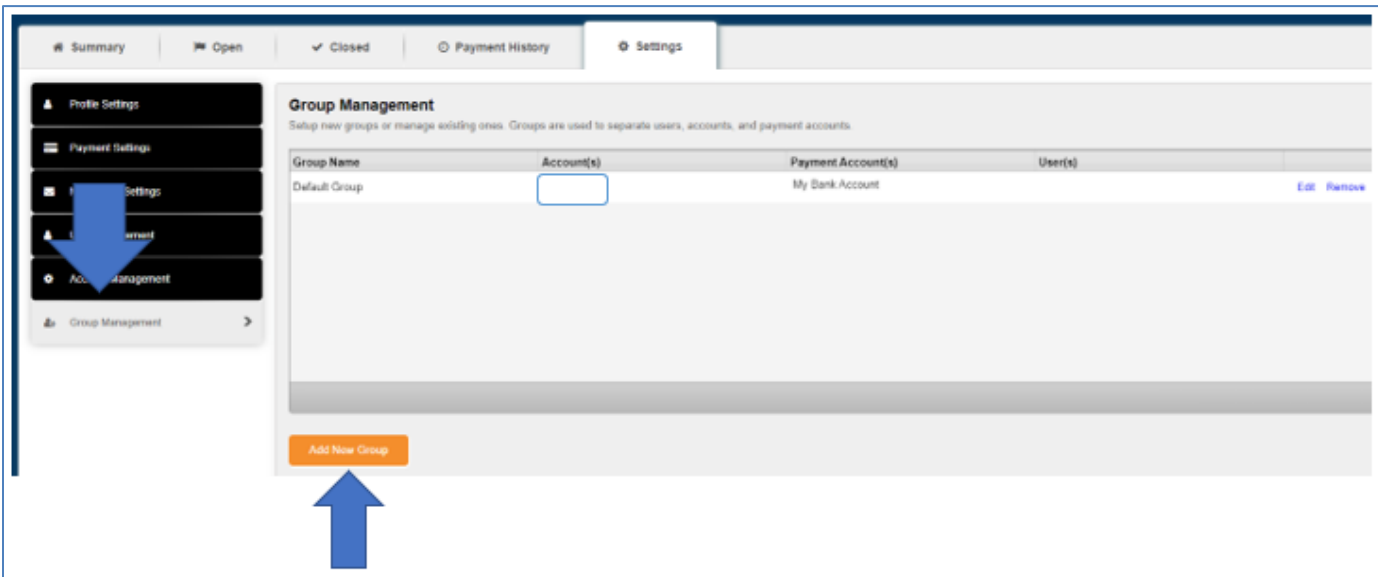 Summary Open Closed Payment History Settings
Profile Settings
Payment Settings
Settings
Management
Group Management
Group Management
Setup new groups or manage existing ones. Groups are used to separate users, accounts, and payment accounts.
Group Name Account(s) Payment Account(s) User(s)
Default Group My Bank Account Edit Remove
Add New Group